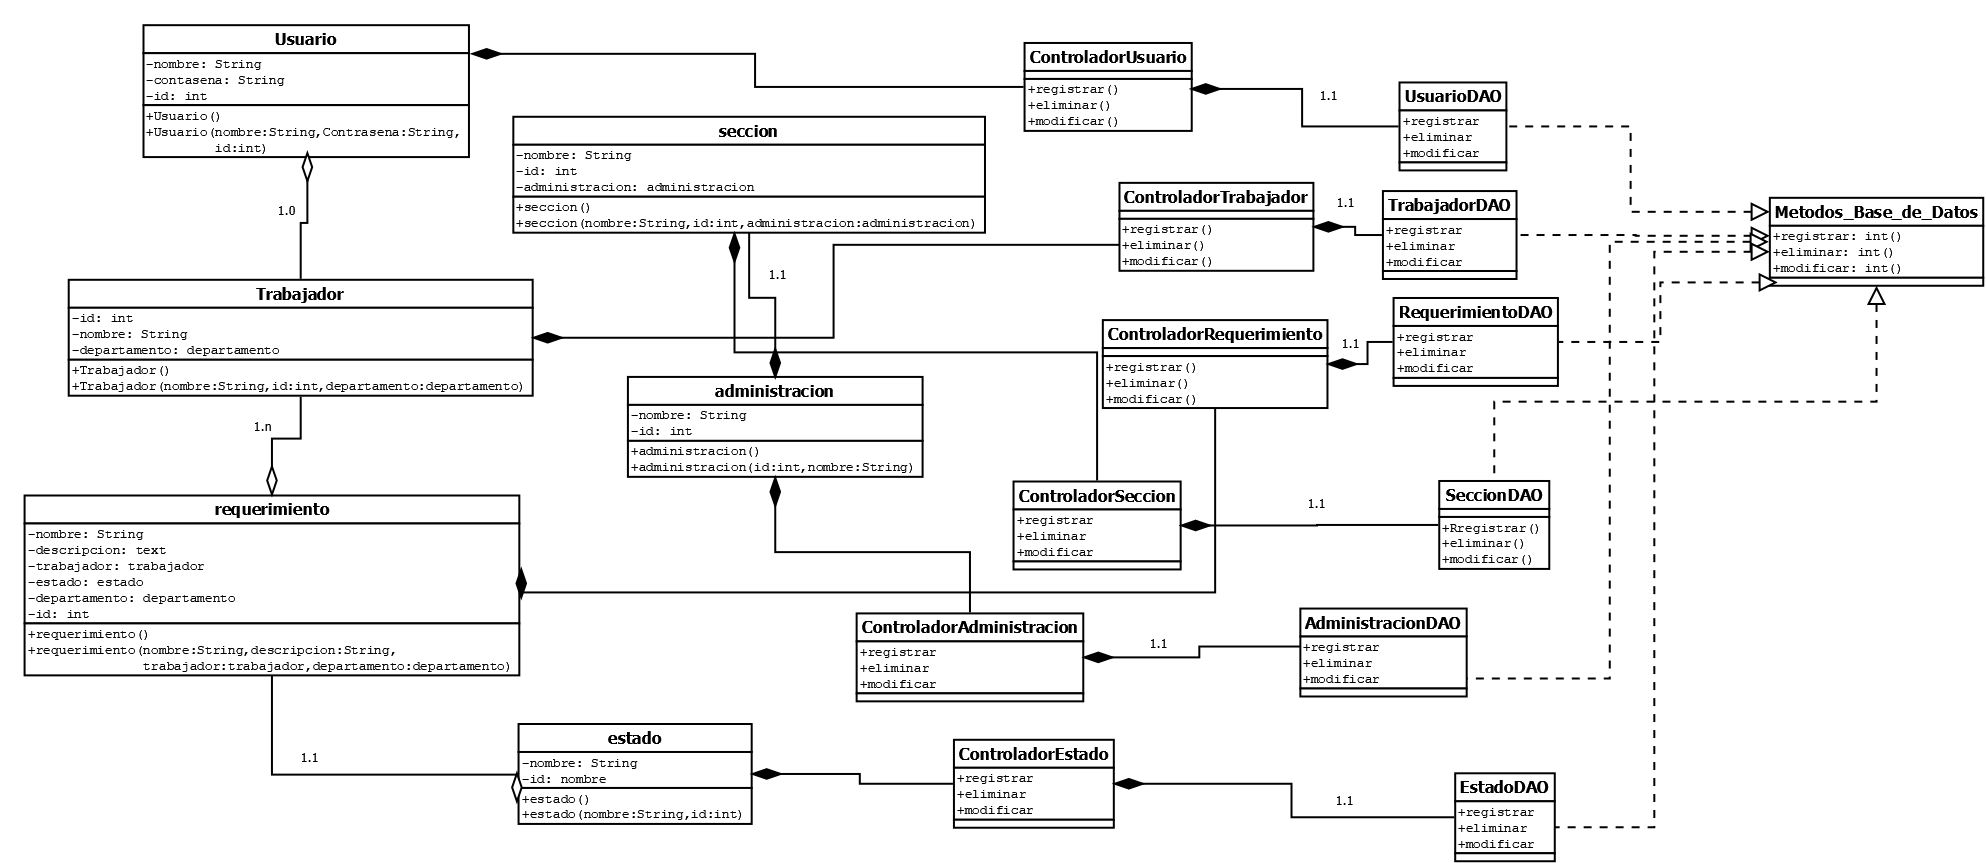 Usuario
-nombre: String
-contasena: String
-id: int
+Usuario()
+Usuario(nombre:String,Contrasena:String,
id:int)
ControladorUsuario
+registrar()
+eliminar()
+modificar()
1.1
UsuarioDAO
+registrar
+eliminar
+modificar
seccion
-nombre: String
-id: int
-administracion: administracion
+seccion()
+seccion(nombre:String,id:int,administracion:administracion)
ControladorTrabajador
+registrar()
+eliminar()
+modificar()
1.1
TrabajadorDAO
+registrar
+eliminar
+modificar
Metodos_Base_de_Datos
+registrar: int()
+eliminar: int()
+modificar: int()
1.0
1.1
Trabajador
-id: int
-nombre: String
-departamento: departamento
+Trabajador()
+Trabajador(nombre:String,id:int,departamento:departamento)
ControladorRequerimiento
+registrar()
+eliminar()
+modificar()
1.1
RequerimientoDAO
+registrar
+eliminar
+modificar
administracion
-nombre: String
-id: int
+administracion()
+administracion(id:int,nombre:String)
1.n
requerimiento
-nombre: String
-descripcion: text
-trabajador: trabajador
-estado: estado
-departamento: departamento
-id: int
+requerimiento()
+requerimiento(nombre:String,descripcion:String,
trabajador:trabajador,departamento:departamento)
ControladorSeccion
+registrar
+eliminar
+modificar
1.1
SeccionDAO
+Rregistrar()
+eliminar()
+modificar()
ControladorAdministracion
+registrar
+eliminar
+modificar
1.1
AdministracionDAO
+registrar
+eliminar
+modificar
1.1
estado
-nombre: String
-id: nombre
+estado()
+estado(nombre:String,id:int)
ControladorEstado
+registrar
+eliminar
+modificar
1.1
EstadoDAO
+registrar
+eliminar
+modificar